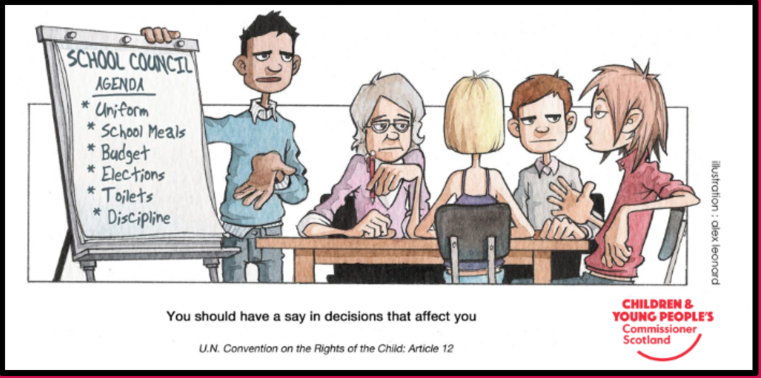 SCHOOL COUNCIL
AGENDA
* Uniform
* School Meals
* Budget
* Elections
* Toilets
* Discipline
illustration : alex leonard
You should have a say in decisions that affect you
U.N. Convention on the Rights of the Child: Article 12
CHILDREN &
YOUNG PEOPLE'S
Commissioner
Scotland